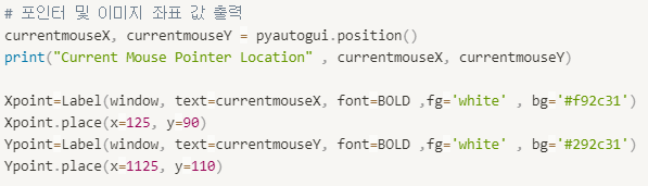 # 포인터 및 이미지 좌표 값 출력
currentmouseX, currentmouseY = pyautogui.position()
print("Current Mouse Pointer Location" , currentmouseX, currentmouseY)
Xpoint=Label(window, text=currentmouseX, font=BOLD ,fg='white' , bg='#f92c31')
Xpoint.place(x=125, y=90)
Ypoint=Label(window, text=currentmouseY, font=BOLD ,fg='white' , bg='#292c31')
Ypoint.place(x=1125, y=110)